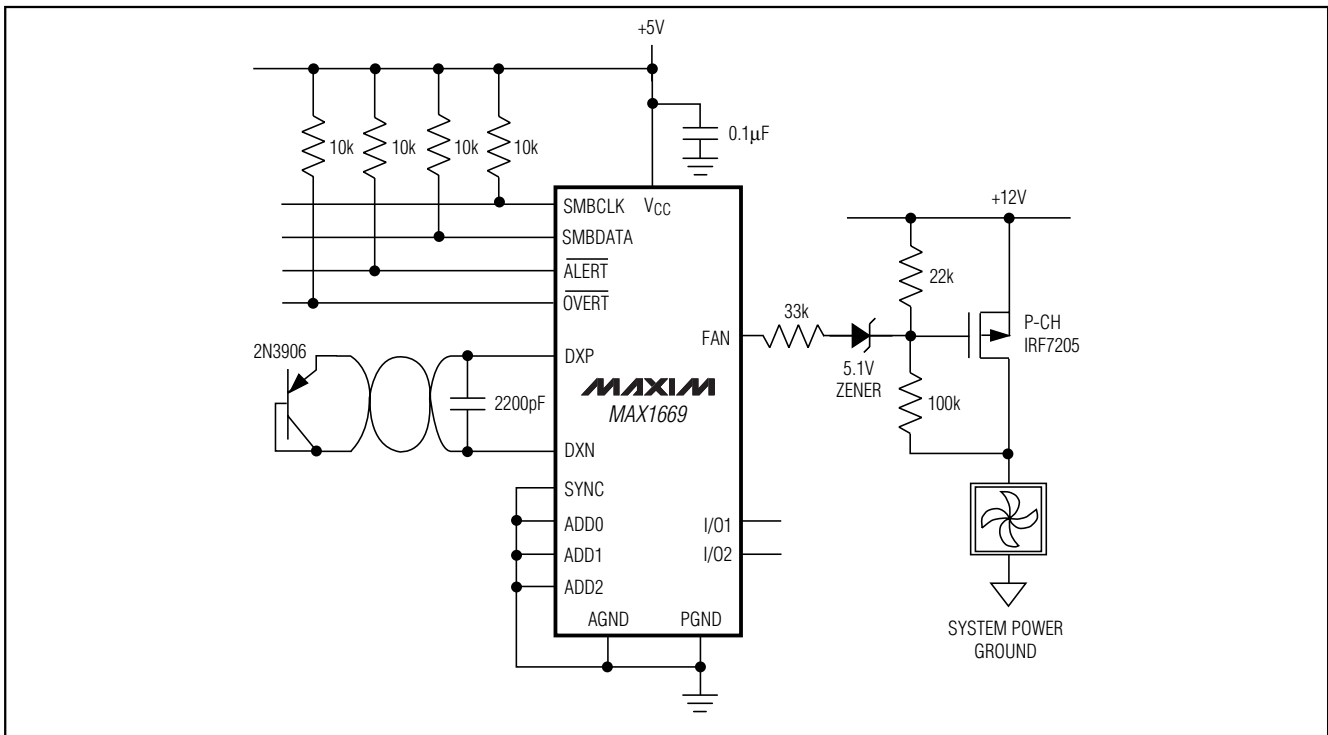 +5V
10k
10k
10k
10k
0.1μF
SMBCLK
VCC
SMBDATA
ALERT
OVERT
+12V
22k
33k
FAN
P-CH
IRF7205
5.1V
ZENER
100k
2N3906
DXP
2200pF
MAXIM
MAX1669
DXN
SYNC
ADD0
ADD1
ADD2
I/O1
I/O2
AGND
PGND
SYSTEM POWER
GROUND